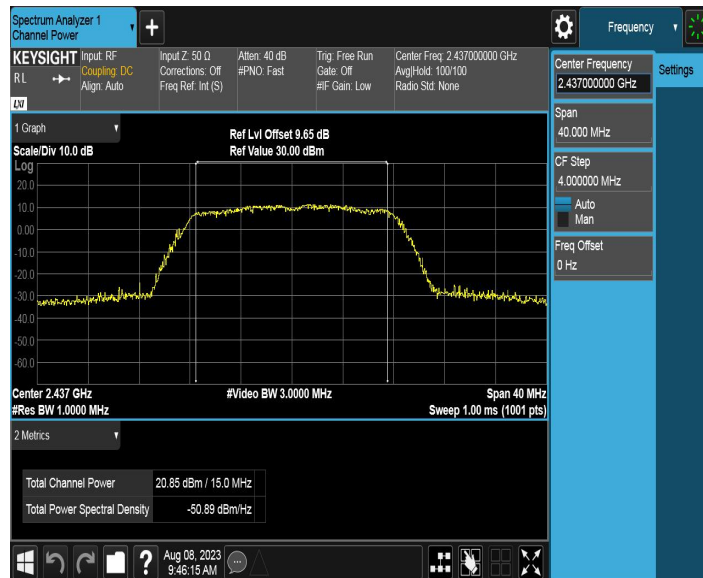 Spectrum Analyzer 1
Channel Power
+
Frequency
KEYSIGHT
RL
LXI
Input: RF
Coupling: DC
Align: Auto
Input Z: 50 Ω
Corrections: Off
Freq Ref: Int (S)
Atten: 40 dB
#PNO: Fast
Trig: Free Run
Gate: Off
#IF Gain: Low
Center Freq: 2.437000000 GHz
Avg|Hold: 100/100
Radio Std: None
Center Frequency
2.437000000 GHz
Settings
Span
40.000 MHz
CF Step
4.000000 MHz
Auto
Man
Freq Offset
0 Hz
1 Graph
Scale/Div 10.0 dB
Ref Lvl Offset 9.65 dB
Ref Value 30.00 dBm
Log
20.0
10.0
0.00
-10.0
-20.0
-30.0
-40.0
-50.0
-60.0
Center 2.437 GHz
#Res BW 1.0000 MHz
#Video BW 3.0000 MHz
Span 40 MHz
Sweep 1.00 ms (1001 pts)
2 Metrics
Total Channel Power 20.85 dBm / 15.0 MHz
Total Power Spectral Density -50.89 dBm/Hz
?
Aug 08, 2023
9:46:15 AM